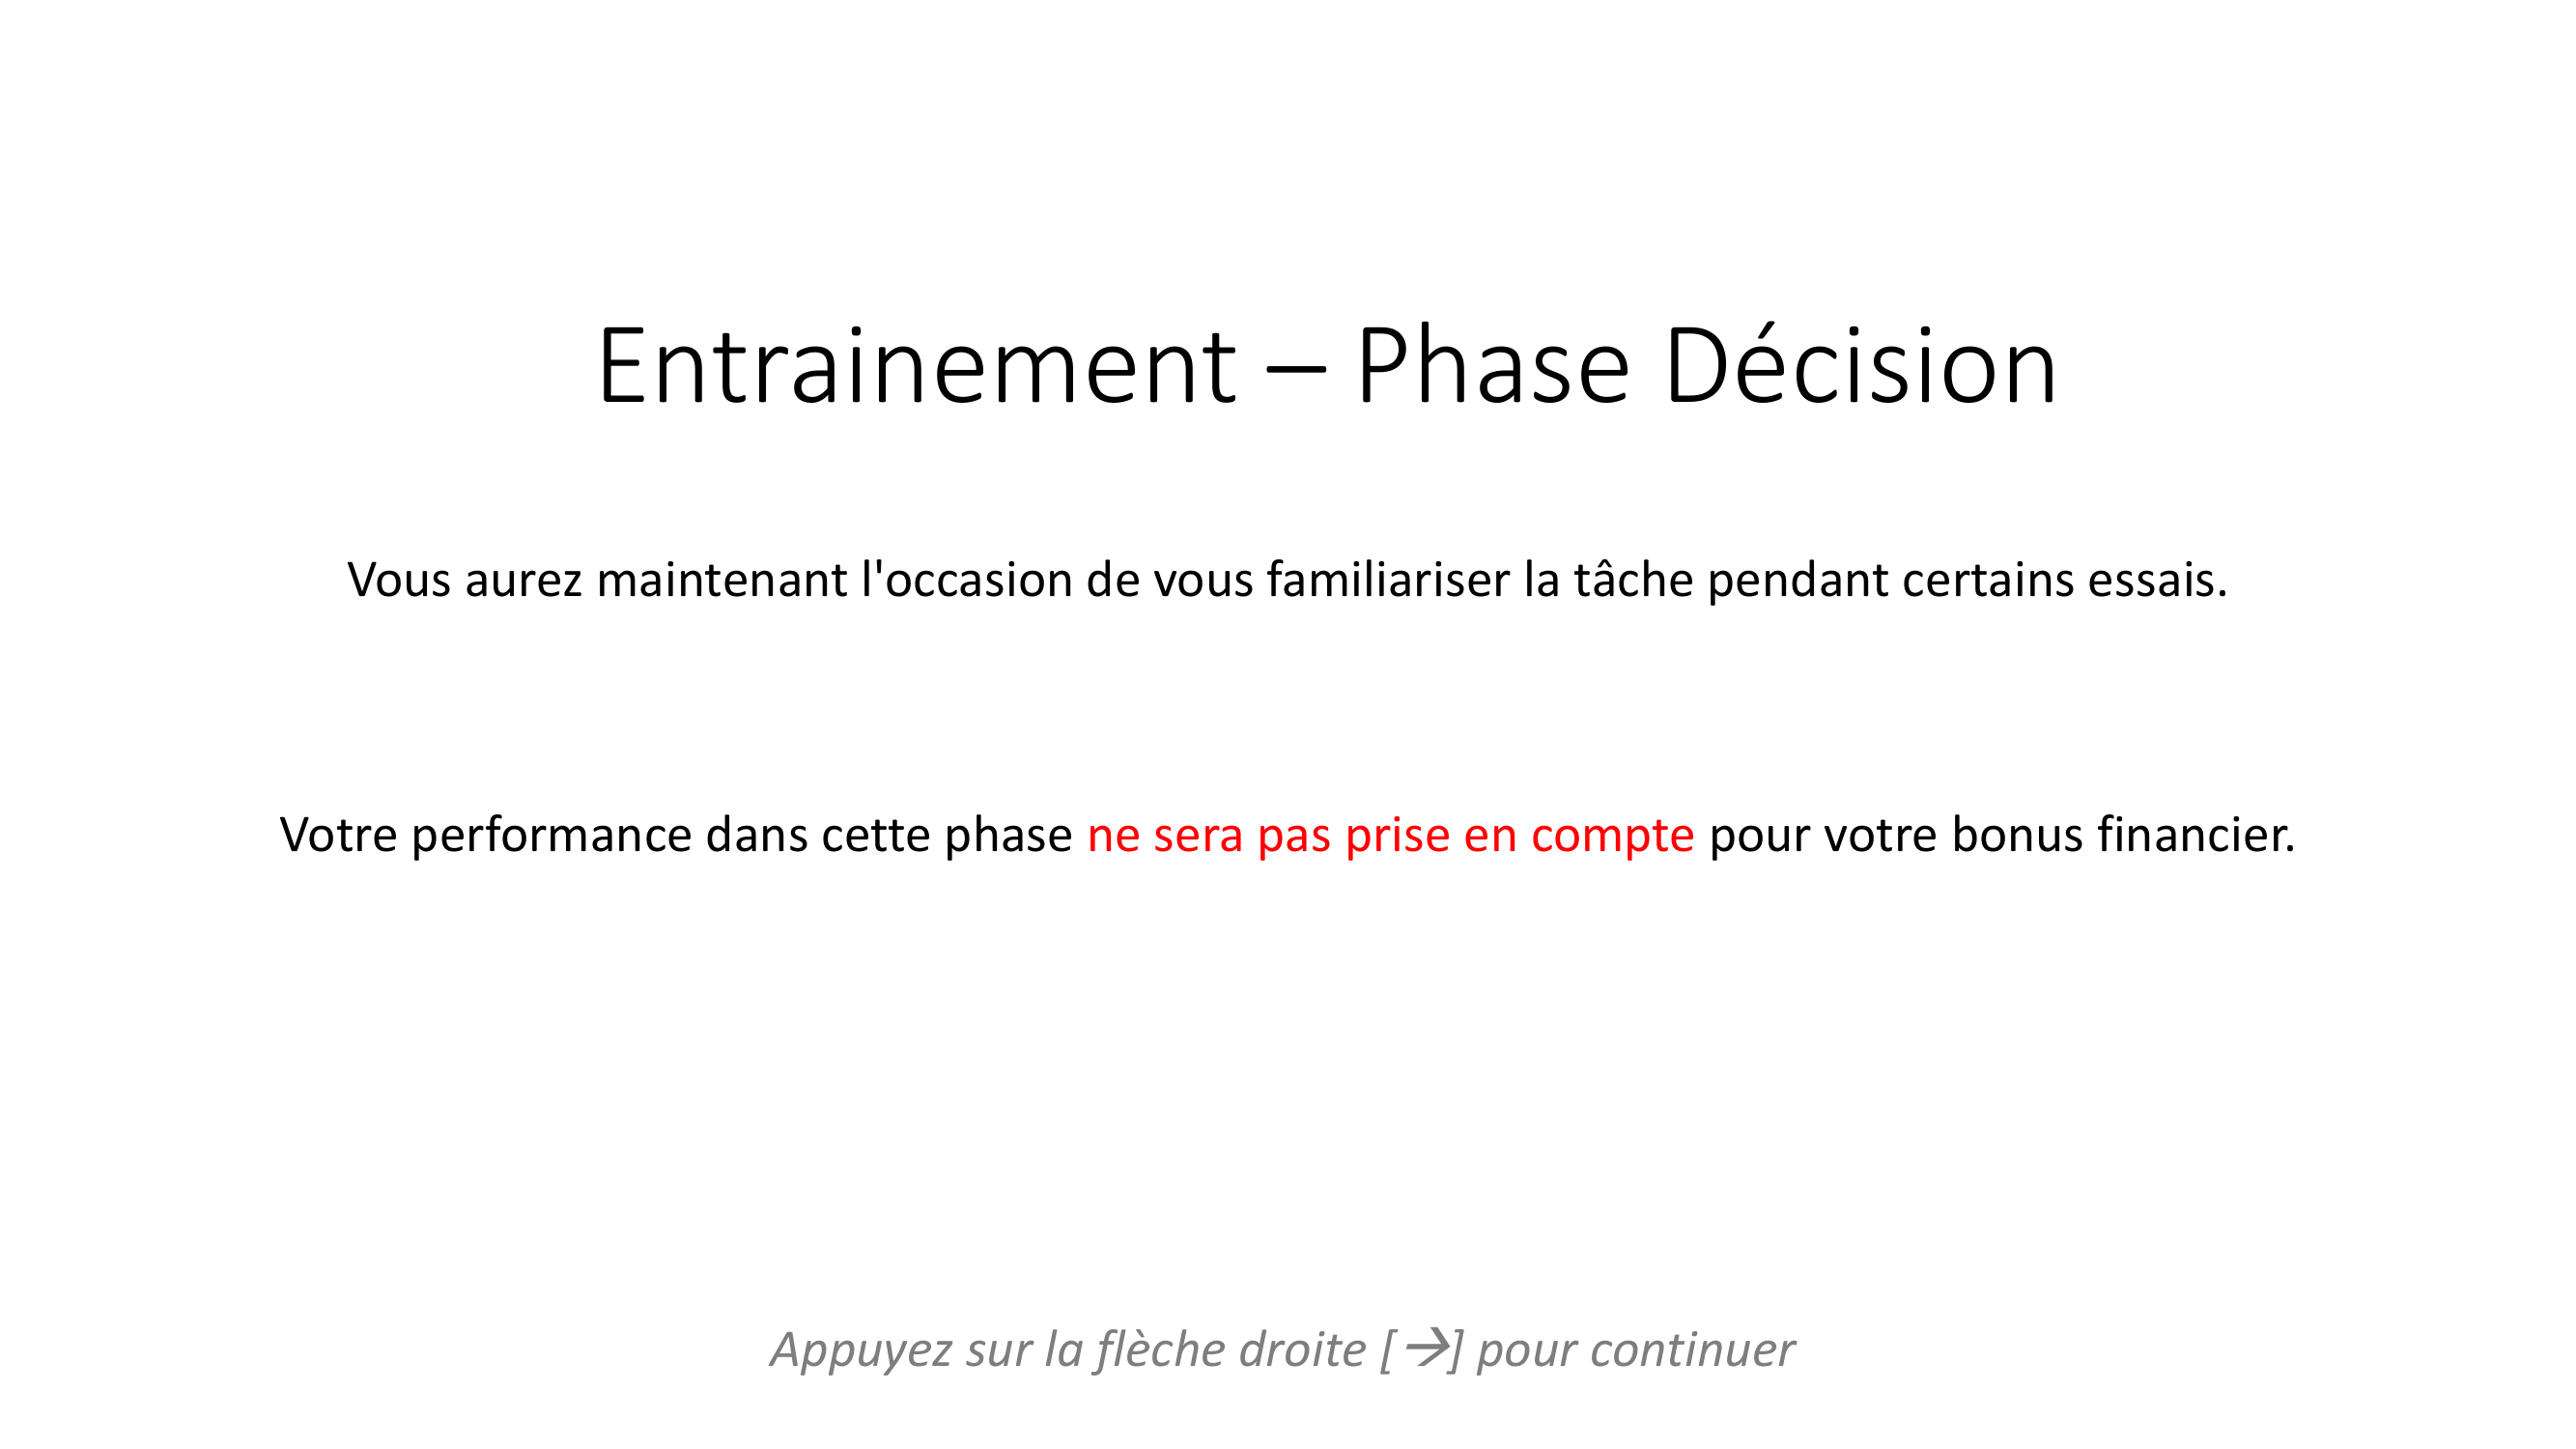 Entrainement – Phase Décision
Vous aurez maintenant l'occasion de vous familiariser la tâche pendant certains essais.
Votre performance dans cette phase ne sera pas prise en compte pour votre bonus financier.
Appuyez sur la flèche droite [→] pour continuer